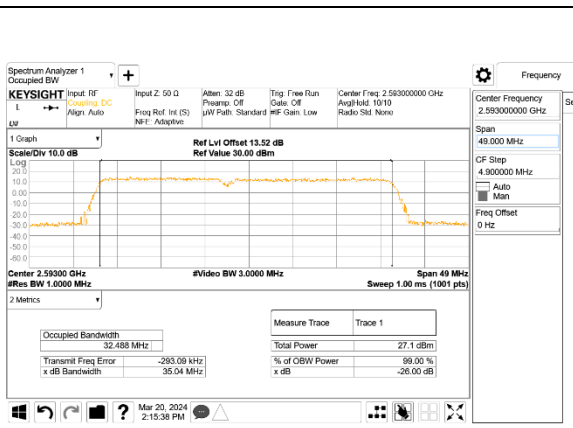 Spectrum Analyzer 1
Occupied BW
Frequency
KEYSIGHT
Input: RF
Coupling: DC
Align: Auto
Input Z: 50 Ω
Freq Ref: Int (S)
NFE: Adaptive
Atten: 32 dB
Preamp: Off
µW Path: Standard
Trig: Free Run
Gate: Off
#IF Gain: Low
Center Freq: 2.593000000 GHz
Avg|Hold: 10/10
Radio Std: None
L
1 Graph
Scale/Div 10.0 dB
Ref Lvl Offset 13.52 dB
Ref Value 30.00 dBm
Log
20.0
10.0
0.00
-10.0
-20.0
-30.0
-40.0
-50.0
-60.0
Center 2.59300 GHz
#Video BW 3.0000 MHz
Span 49 MHz
#Res BW 1.0000 MHz
Sweep 1.00 ms (1001 pts)
2 Metrics
Occupied Bandwidth
32.488 MHz
Transmit Freq Error -293.09 kHz
x dB Bandwidth 35.04 MHz
Measure Trace Trace 1
Total Power 27.1 dBm
% of OBW Power 99.00 %
x dB -26.00 dB
Center Frequency
2.593000000 GHz
Span
49.000 MHz
CF Step
4.900000 MHz
Auto
Man
Freq Offset
0 Hz
Se
?
Mar 20, 2024
2:15:38 PM